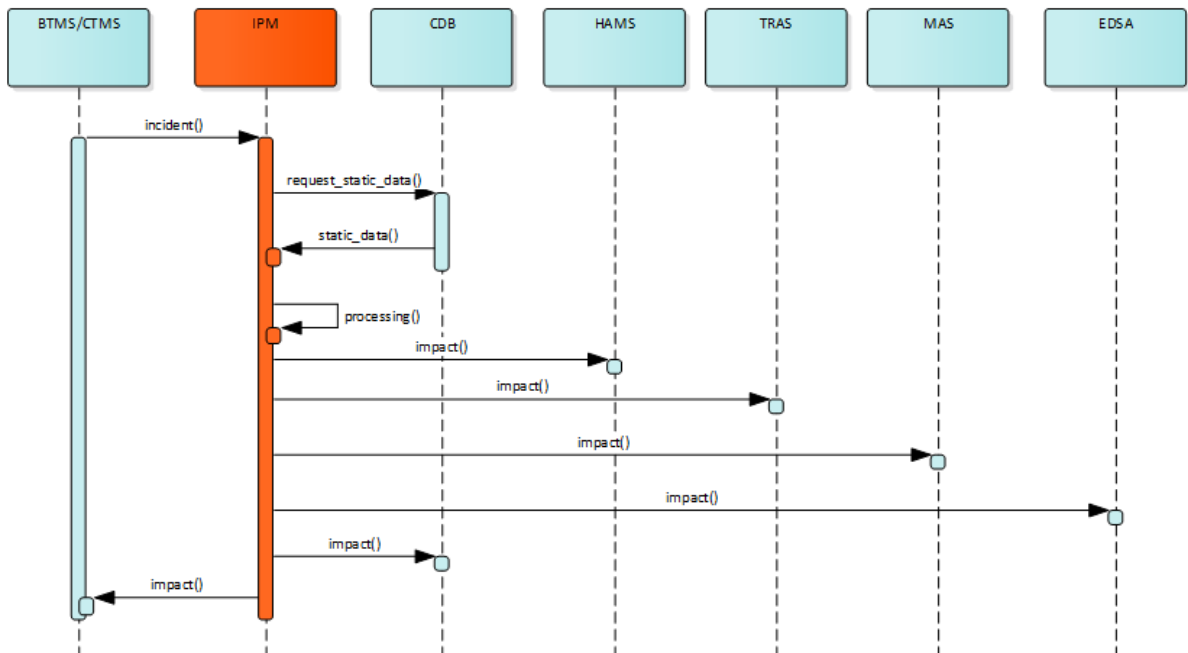 BTMS/CTMS
IPM
CDB
HAMS
TRAS
MAS
EDSA
incident()
request_static_data()
static_data()
processing()
impact()
impact()
impact()
impact()
impact()
impact()